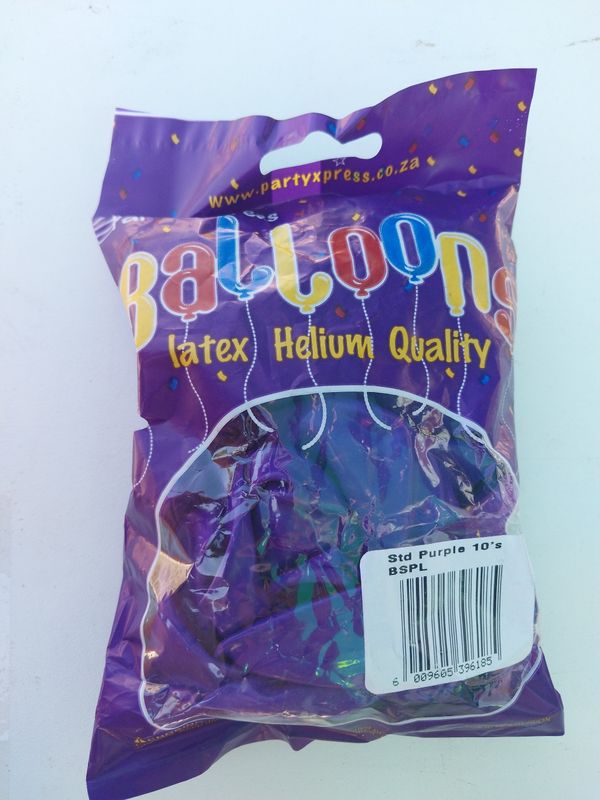 www.partyxpress.co.za
Balloons
latex Helium Quality
Std Purple 10's
BSPL
6 009605 396185